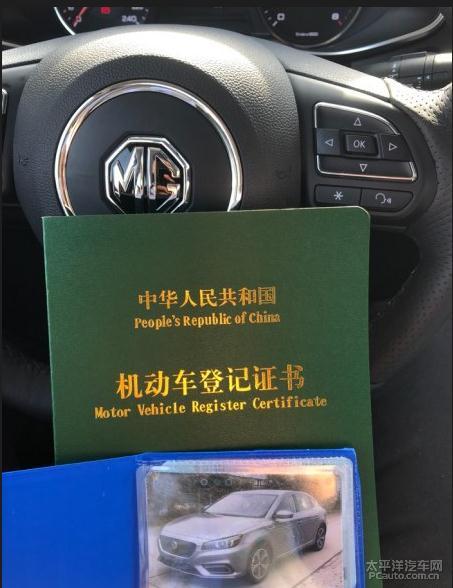 240
MG
OK
中华人民共和国
People's Republic of China
机动车登记证书
Motor Vehicle Register Certificate
太平洋汽车网
PCauto.com.cn